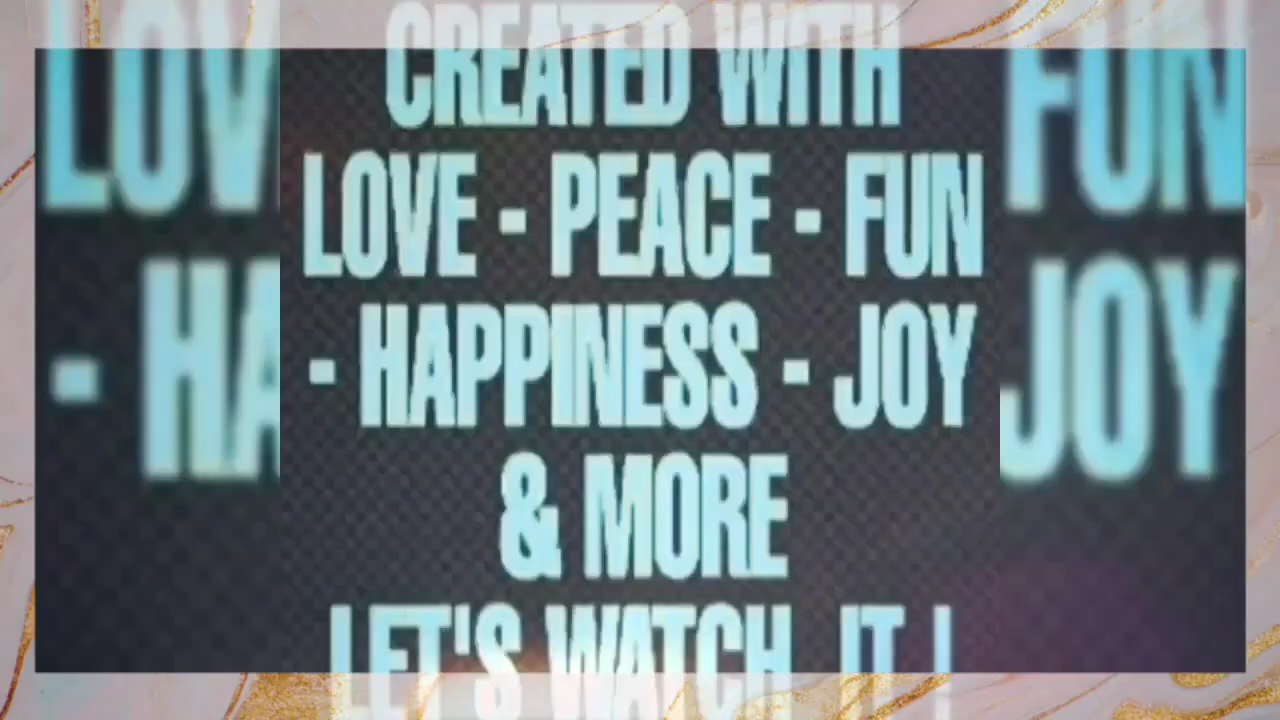 CREATED WITH
LOVE - PEACE - FUN
- HAPPINESS - JOY
& MORE
LET'S WATCH IT !